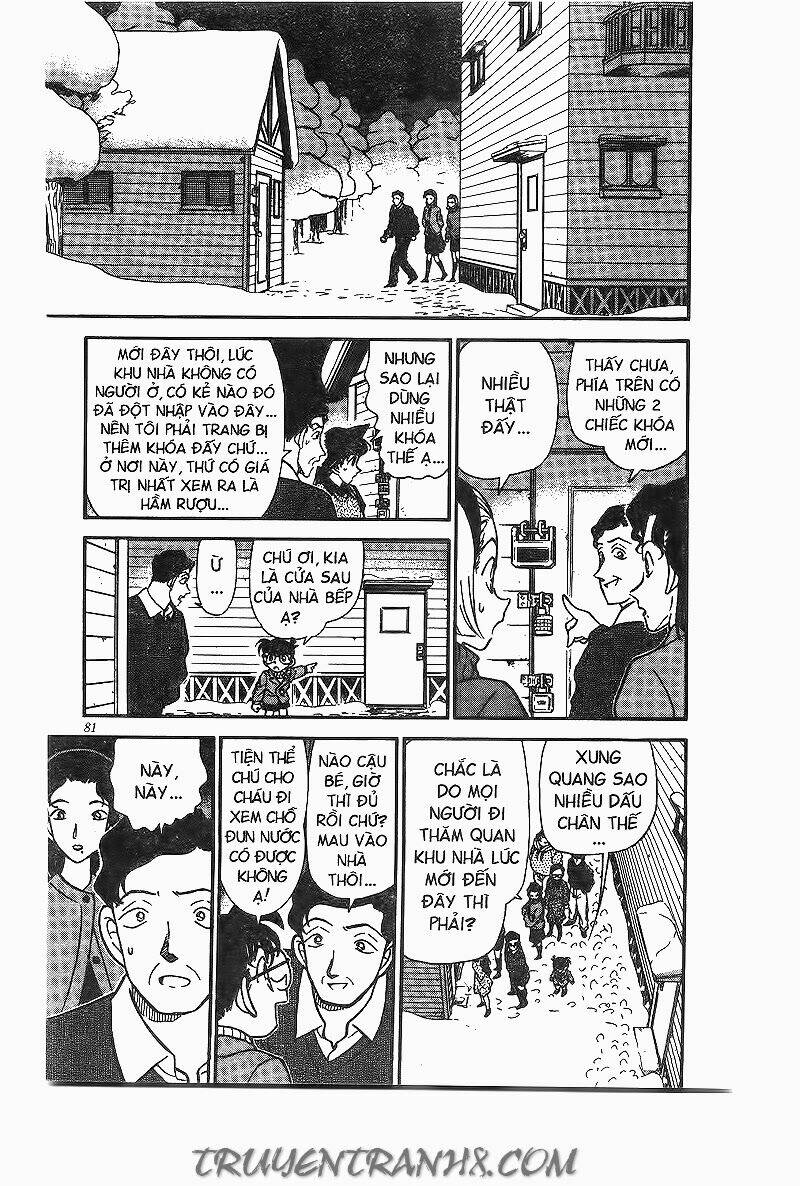 THẤY CHƯA,
PHÍA TRÊN CÓ
NHỮNG 2
CHIẾC KHÓA
MỚI...
NHIỀU
THẬT
ĐẤY...
NHƯNG
SAO LẠI
DÙNG
NHIỀU
KHÓA
THẾ Ạ...
MỚI ĐÂY THÔI, LÚC
KHU NHÀ KHÔNG CÓ
NGƯỜI Ở, CÓ KẺ NÀO ĐÓ
ĐÃ ĐỘT NHẬP VÀO ĐÂY...
NÊN TÔI PHẢI TRANG BỊ
THÊM KHÓA ĐẤY CHỨ...
Ở NƠI NÀY, THỨ CÓ GIÁ
TRỊ NHẤT XEM RA LÀ
HẦM RƯỢU...
CHÚ ƠI, KIA
LÀ CỬA SAU
CỦA NHÀ BẾP
Ạ?
Ừ
...
81
XUNG
QUANG SAO
NHIỀU DẤU
CHÂN THẾ
...
CHẮC LÀ
DO MỌI
NGƯỜI ĐI
THĂM QUAN
KHU NHÀ LÚC
MỚI ĐẾN
ĐÂY THÌ
PHẢI?
NÀO CẬU
BÉ, GIỜ
THÌ ĐỦ
RỒI CHỨ?
MAU VÀO
NHÀ
THÔI...
TIỆN THỂ
CHÚ CHO
CHÁU ĐI
XEM CHỖ
ĐUN NƯỚC
CÓ ĐƯỢC
KHÔNG
Ạ!
NÀY,
NÀY...
TRUYENTRANH8.COM